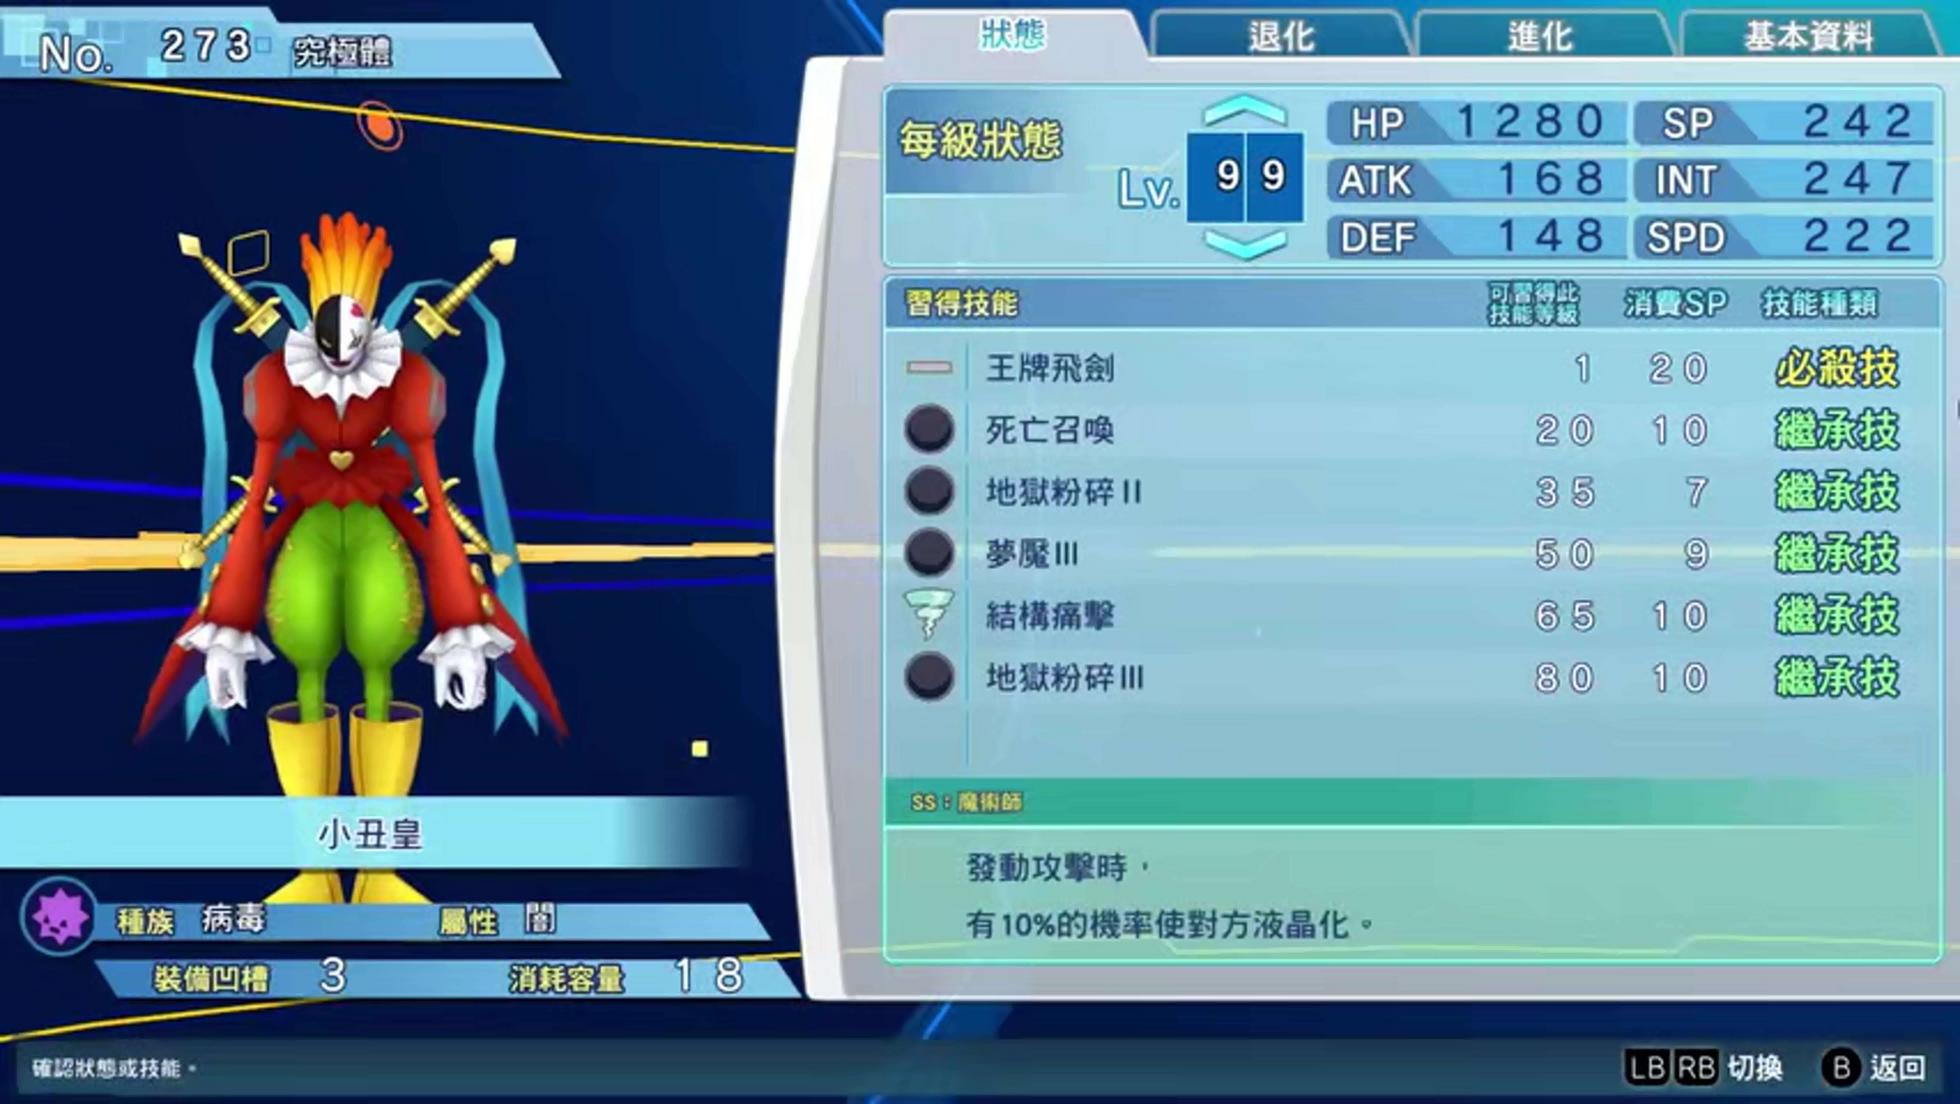 No. 273 究極體
狀態 退化 進化 基本資料
每級狀態
Lv. 99
HP 1280 SP 242
ATK 168 INT 247
DEF 148 SPD 222
習得技能 可習得此技能等級 消費SP 技能種類
王牌飛劍 1 20 必殺技
死亡召喚 20 10 繼承技
地獄粉碎II 35 7 繼承技
夢魘III 50 9 繼承技
結構痛擊 65 10 繼承技
地獄粉碎III 80 10 繼承技
SS：魔術師
發動攻擊時，
有10%的機率使對方液晶化。
小丑皇
種族 病毒 屬性 闇
裝備凹槽 3 消耗容量 18
確認狀態或技能。
LB RB 切換 B 返回